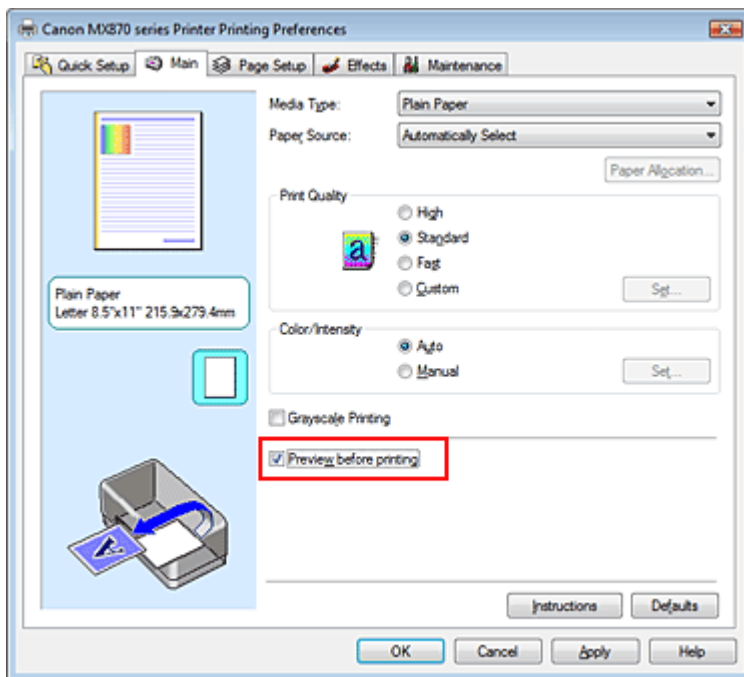 Canon MX870 series Printer Printing Preferences
Quick Setup Main Page Setup Effects Maintenance
Media Type: Plain Paper
Paper Source: Automatically Select
Paper Allocation...
Print Quality
High
a Standard
Fast
Custom Set...
Plain Paper
Letter 8.5"x11" 215.9x279.4mm
Color/Intensity
Auto
Manual Set...
Grayscale Printing
Preview before printing
A
Instructions Defaults
OK Cancel Apply Help